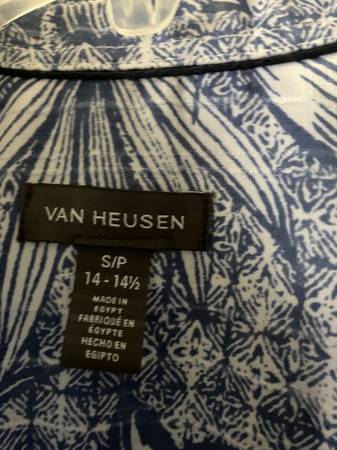 VAN HEUSEN
S/P
14 - 14½
MADE IN
EGYPT
FABRIQUÉ EN
ÉGYPTE
HECHO EN
EGIPTO